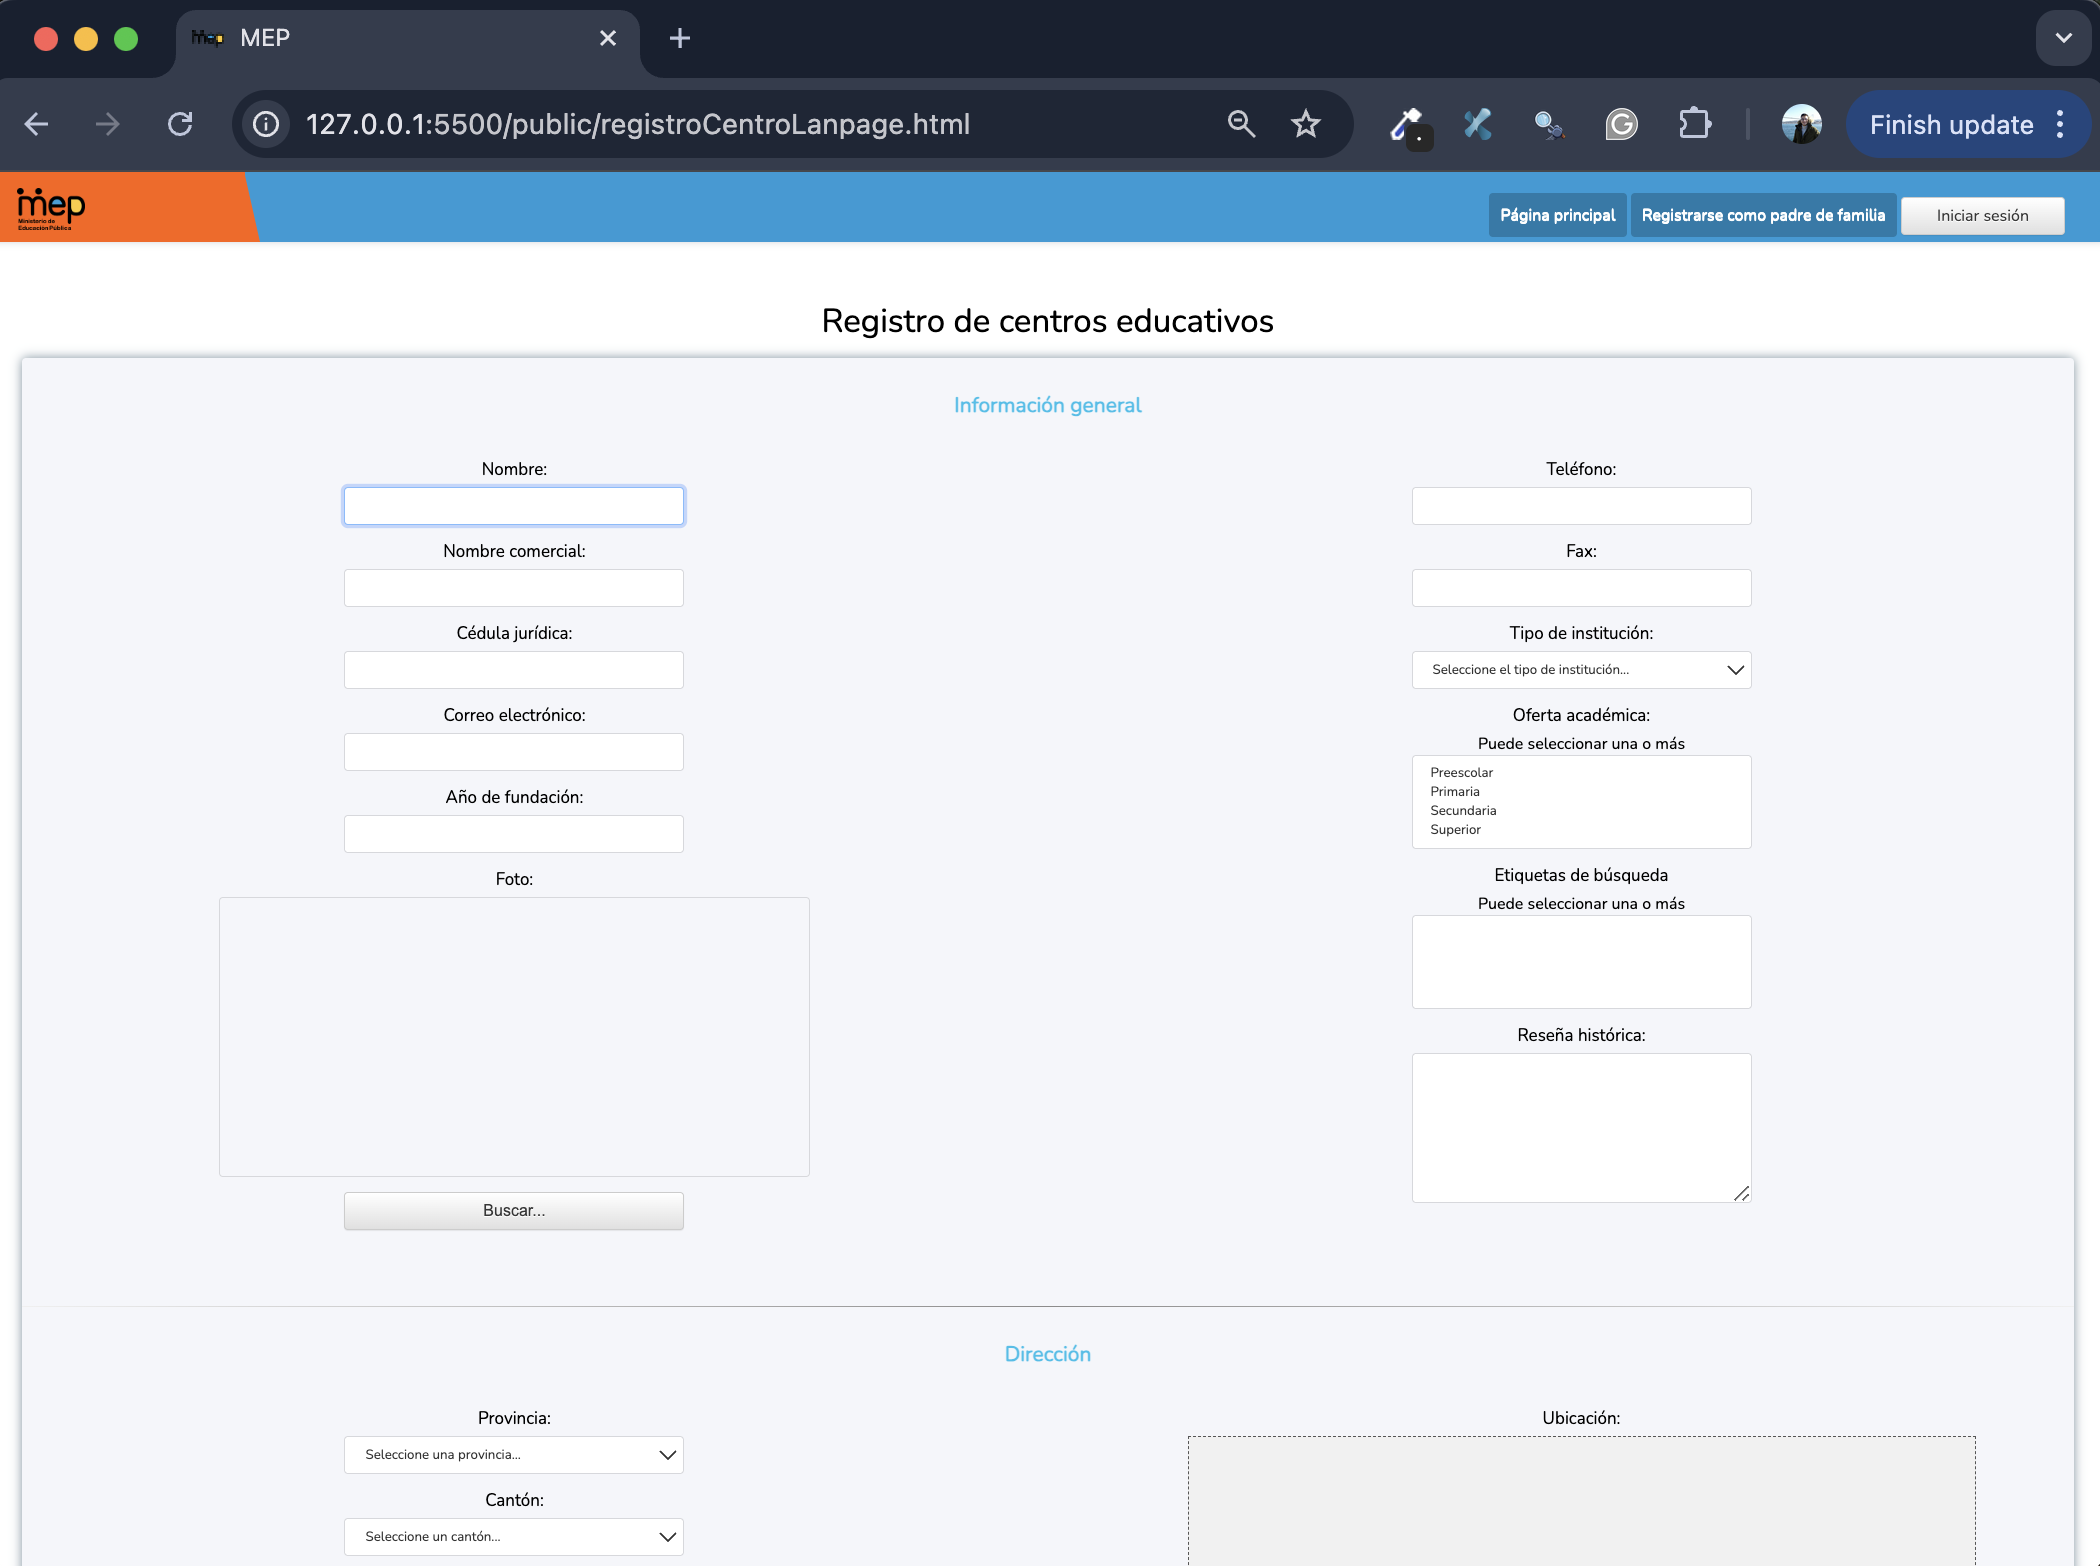 MEP
127.0.0.1:5500/public/registroCentroLanpage.html
Finish update
mep
Ministerio de
Educación Pública
Página principal
Registrarse como padre de familia
Iniciar sesión
Registro de centros educativos
Información general
Nombre:
Nombre comercial:
Cédula jurídica:
Correo electrónico:
Año de fundación:
Foto:
Buscar...
Teléfono:
Fax:
Tipo de institución:
Seleccione el tipo de institución...
Oferta académica:
Puede seleccionar una o más
Preescolar
Primaria
Secundaria
Superior
Etiquetas de búsqueda
Puede seleccionar una o más
Reseña histórica:
Dirección
Provincia:
Seleccione una provincia...
Cantón:
Seleccione un cantón...
Ubicación: